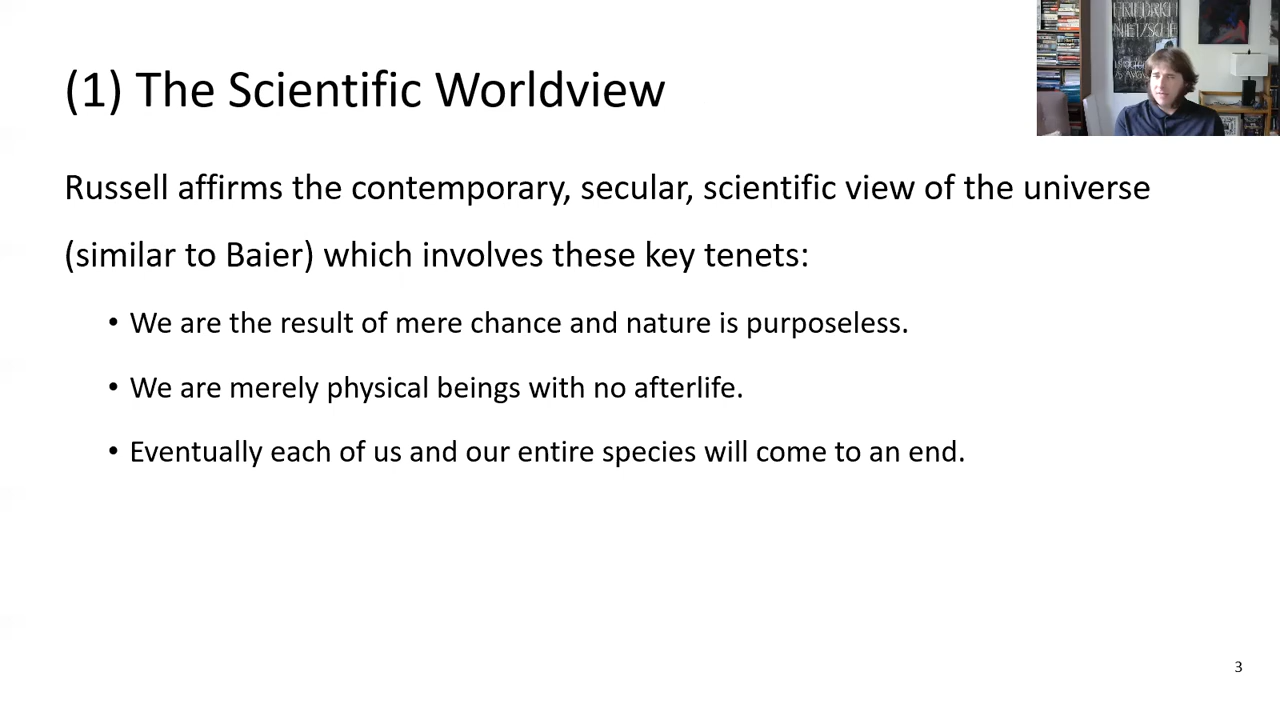 FRIEDRICH
NIETZSCHE
(1) The Scientific Worldview
Russell affirms the contemporary, secular, scientific view of the universe
(similar to Baier) which involves these key tenets:
• We are the result of mere chance and nature is purposeless.
• We are merely physical beings with no afterlife.
• Eventually each of us and our entire species will come to an end.
3